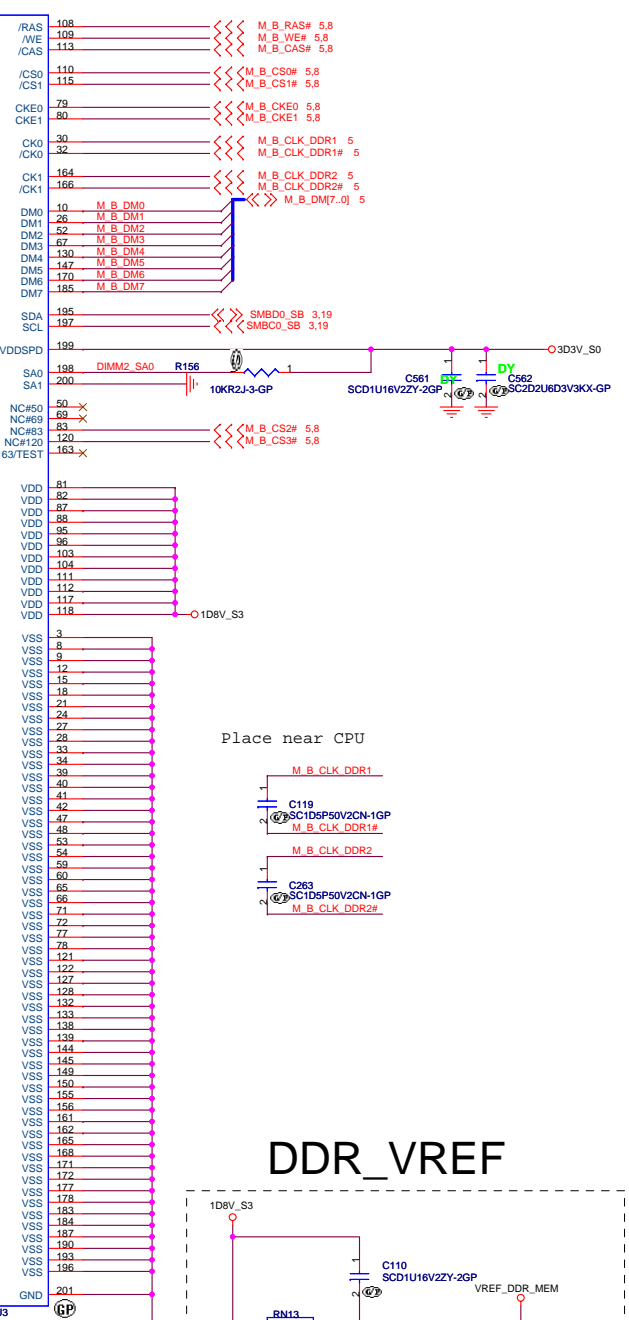 /RAS 108 M_B_RAS# 5,8
/WE 109 M_B_WE# 5,8
/CAS 113 M_B_CAS# 5,8
/CS0 110 M_B_CS0# 5,8
/CS1 115 M_B_CS1# 5,8
CKE0 79 M_B_CKE0 5,8
CKE1 80 M_B_CKE1 5,8
CK0 30 M_B_CLK_DDR1 5
/CK0 32 M_B_CLK_DDR1# 5
CK1 164 M_B_CLK_DDR2 5
/CK1 166 M_B_CLK_DDR2# 5
M_B_DM[7..0] 5
DM0 10 M_B_DM0
DM1 26 M_B_DM1
DM2 52 M_B_DM2
DM3 67 M_B_DM3
DM4 130 M_B_DM4
DM5 147 M_B_DM5
DM6 170 M_B_DM6
DM7 185 M_B_DM7
SDA 195 SMBD0_SB 3,19
SCL 197 SMBC0_SB 3,19
VDDSPD 199 3D3V_S0
SA0 198 DIMM2_SA0 R156 1
SA1 200 10KR2J-3-GP
1 C561 DY 2 SCD1U16V2ZY-2GP G/P
1 DY C562 2 SC2D2U6D3V3KX-GP G/P
NC#50 50
NC#69 69
NC#83 83 M_B_CS2# 5,8
NC#120 120 M_B_CS3# 5,8
63/TEST 163
VDD 81
VDD 82
VDD 87
VDD 88
VDD 95
VDD 96
VDD 103
VDD 104
VDD 111
VDD 112
VDD 117
VDD 118 1D8V_S3
VSS 3
VSS 8
VSS 9
VSS 12
VSS 15
VSS 18
VSS 21
VSS 24
VSS 27
VSS 28
VSS 33
VSS 34
VSS 39
VSS 40
VSS 41
VSS 42
VSS 47
VSS 48
VSS 53
VSS 54
VSS 59
VSS 60
VSS 65
VSS 66
VSS 71
VSS 72
VSS 77
VSS 78
VSS 121
VSS 122
VSS 127
VSS 128
VSS 132
VSS 133
VSS 138
VSS 139
VSS 144
VSS 145
VSS 149
VSS 150
VSS 155
VSS 156
VSS 161
VSS 162
VSS 165
VSS 168
VSS 171
VSS 172
VSS 177
VSS 178
VSS 183
VSS 184
VSS 187
VSS 190
VSS 193
VSS 196
GND 201
GP
J3
Place near CPU
M_B_CLK_DDR1
1
C119
2 G/P SC1D5P50V2CN-1GP
M_B_CLK_DDR1#
M_B_CLK_DDR2
1
C263
2 G/P SC1D5P50V2CN-1GP
M_B_CLK_DDR2#
DDR_VREF
1D8V_S3
1
C110
SCD1U16V2ZY-2GP
2 G/P
VREF_DDR_MEM
RN13